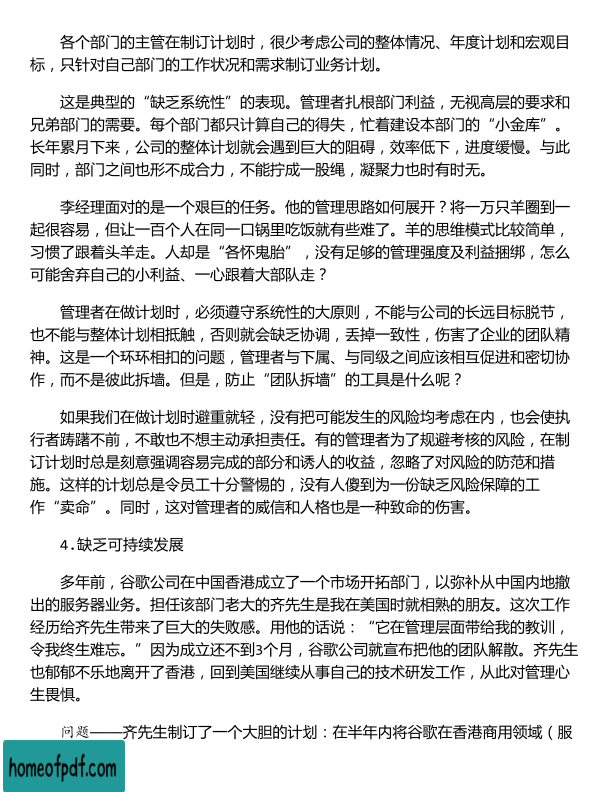 各个部门的主管在制订计划时，很少考虑公司的整体情况、年度计划和宏观目
标，只针对自己部门的工作状况和需求制订业务计划。
这是典型的“缺乏系统性”的表现。管理者扎根部门利益，无视高层的要求和
兄弟部门的需要。每个部门都只计算自己的得失，忙着建设本部门的“小金库”。
长年累月下来，公司的整体计划就会遇到巨大的阻碍，效率低下，进度缓慢。与此
同时，部门之间也形不成合力，不能拧成一股绳，凝聚力也时有时无。
李经理面对的是一个艰巨的任务。他的管理思路如何展开？将一万只羊圈到一
起很容易，但让一百个人在同一口锅里吃饭就有些难了。羊的思维模式比较简单，
习惯了跟着头羊走。人却是“各怀鬼胎”，没有足够的管理强度及利益捆绑，怎么
可能舍弃自己的小利益、一心跟着大部队走？
管理者在做计划时，必须遵守系统性的大原则，不能与公司的长远目标脱节，
也不能与整体计划相抵触，否则就会缺乏协调，丢掉一致性，伤害了企业的团队精
神。这是一个环环相扣的问题，管理者与下属、与同级之间应该相互促进和密切协
作，而不是彼此拆墙。但是，防止“团队拆墙”的工具是什么呢？
如果我们在做计划时避重就轻，没有把可能发生的风险均考虑在内，也会使执
行者踌躇不前，不敢也不想主动承担责任。有的管理者为了规避考核的风险，在制
订计划时总是刻意强调容易完成的部分和诱人的收益，忽略了对风险的防范和措
施。这样的计划总是令员工十分警惕的，没有人傻到为一份缺乏风险保障的工
作“卖命”。同时，这对管理者的威信和人格也是一种致命的伤害。
4.缺乏可持续发展
多年前，谷歌公司在中国香港成立了一个市场开拓部门，以弥补从中国内地撤
出的服务器业务。担任该部门老大的齐先生是我在美国时就相熟的朋友。这次工作
经历给齐先生带来了巨大的失败感。用他的话说：“它在管理层面带给我的教训，
令我终生难忘。”因为成立还不到3个月，谷歌公司就宣布把他的团队解散。齐先生
也郁郁不乐地离开了香港，回到美国继续从事自己的技术研发工作，从此对管理心
生畏惧。
问题——齐先生制订了一个大胆的计划：在半年内将谷歌在香港商用领域（服
homeofpdf.com